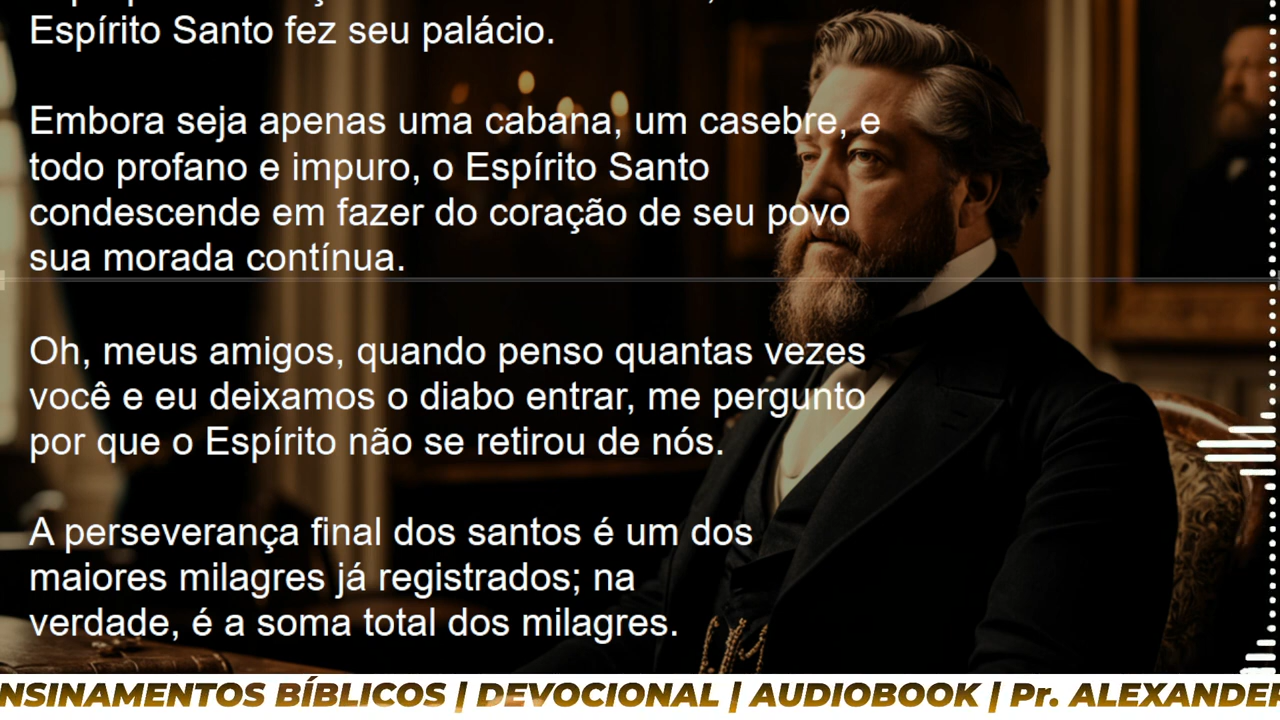 Espírito Santo fez seu palácio.
Embora seja apenas uma cabana, um casebre, e
todo profano e impuro, o Espírito Santo
condescende em fazer do coração de seu povo
sua morada contínua.
Oh, meus amigos, quando penso quantas vezes
você e eu deixamos o diabo entrar, me pergunto
por que o Espírito não se retirou de nós.
A perseverança final dos santos é um dos
maiores milagres já registrados; na
verdade, é a soma total dos milagres.
NSINAMENTOS BÍBLICOS | DEVOCIONAL | AUDIOBOOK | Pr. ALEXANDER